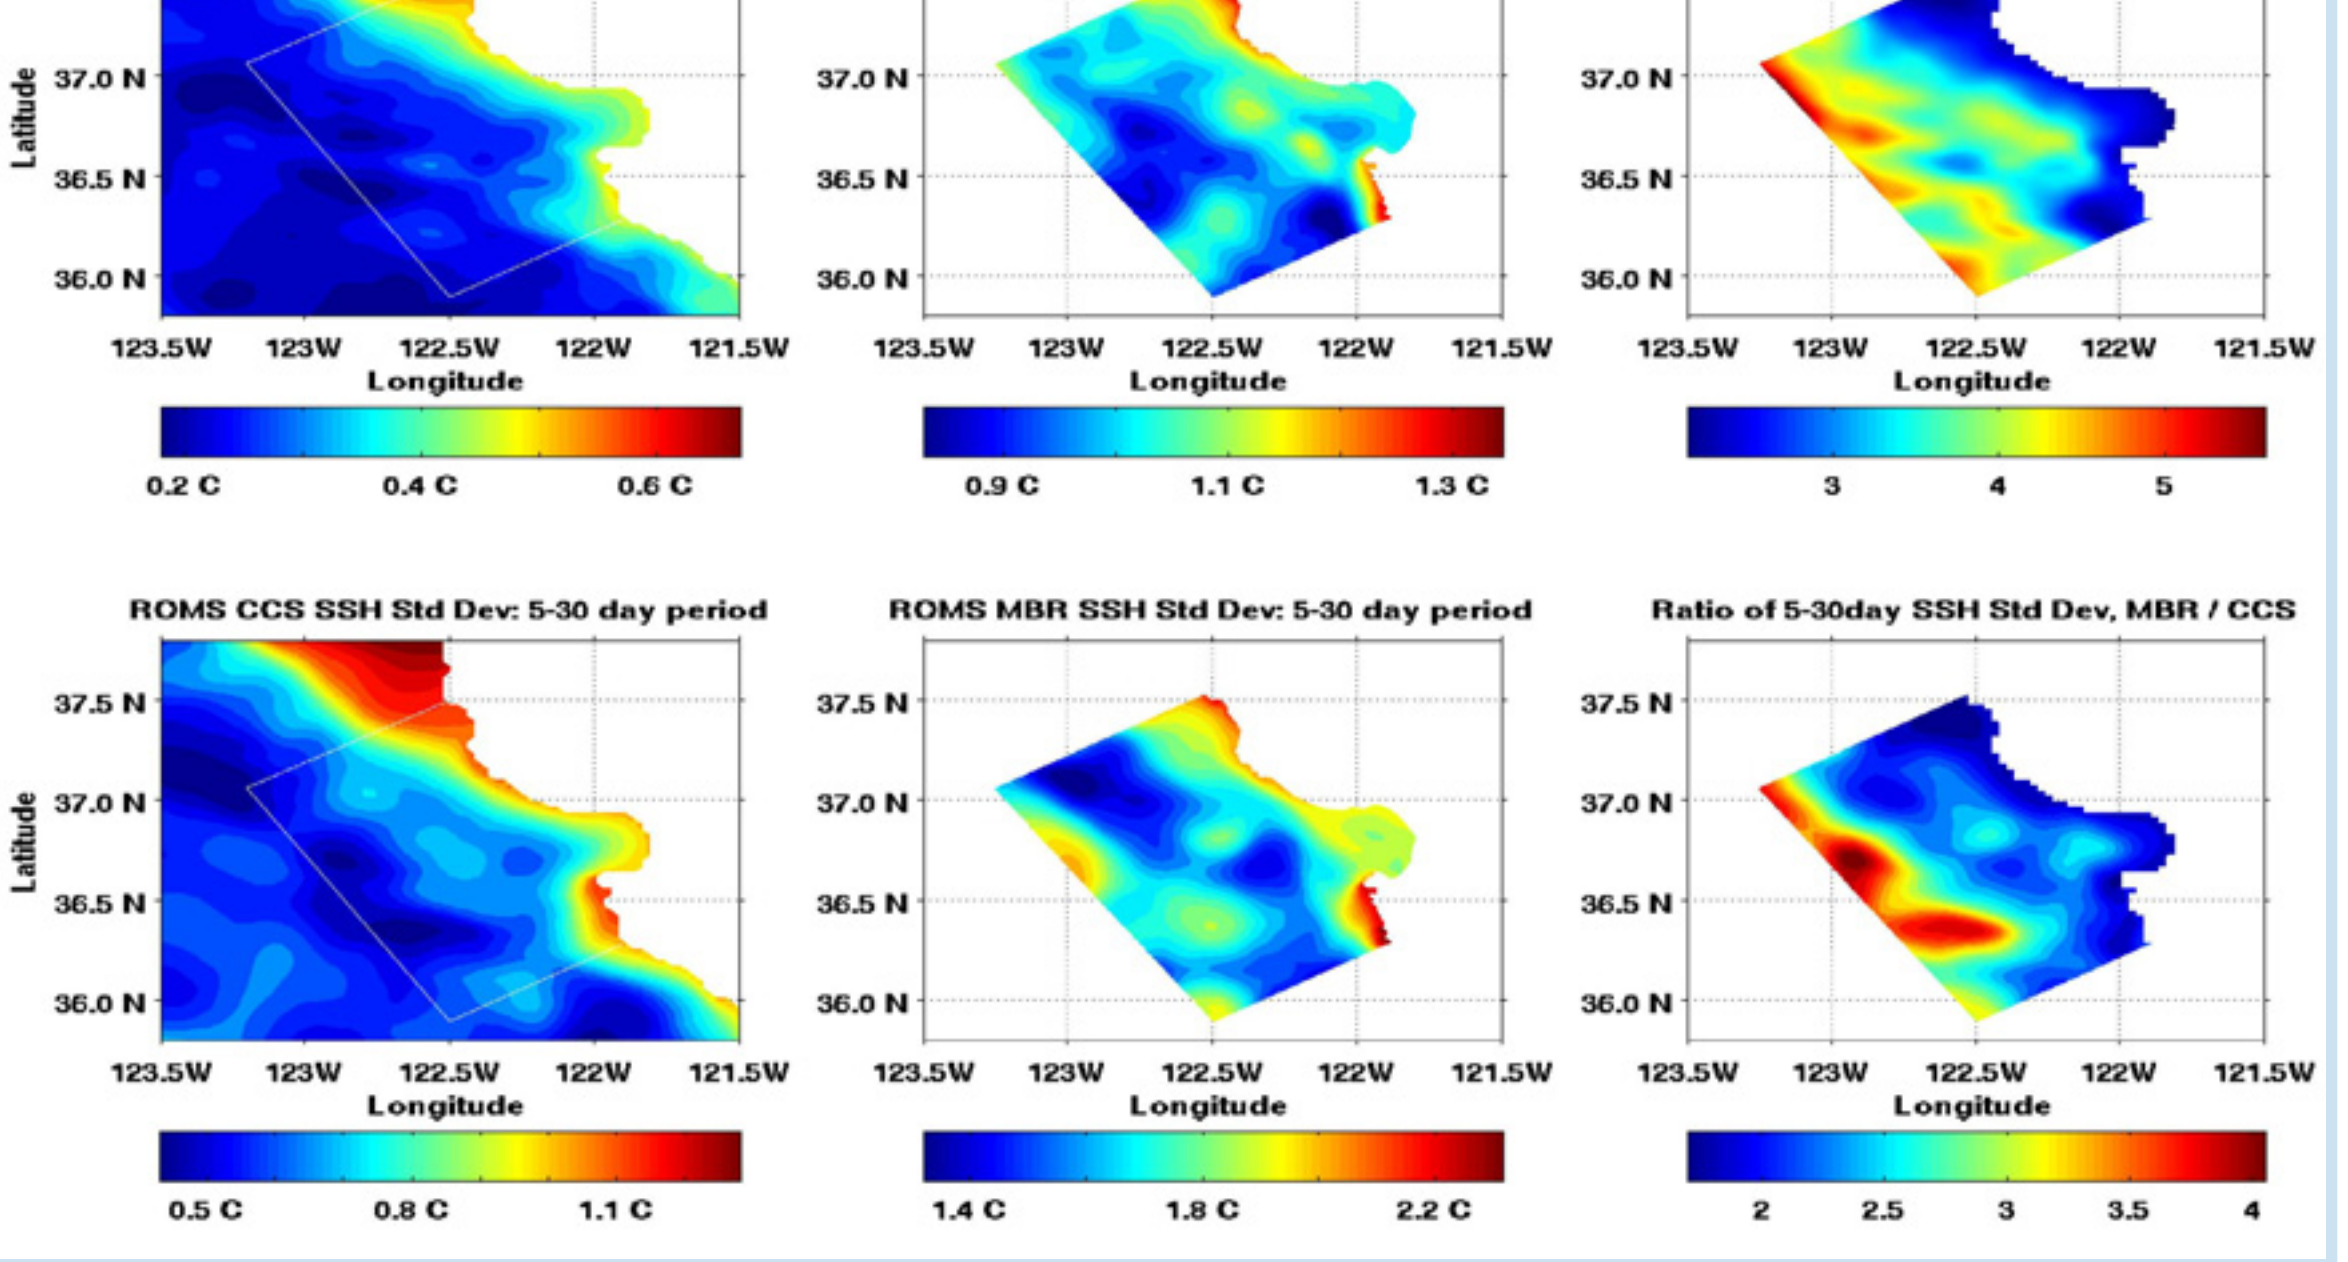 Latitude
37.0 N
36.5 N
36.0 N
123.5W 123W 122.5W 122W 121.5W
Longitude
0.2 C 0.4 C 0.6 C
37.0 N
36.5 N
36.0 N
123.5W 123W 122.5W 122W 121.5W
Longitude
0.9 C 1.1 C 1.3 C
37.0 N
36.5 N
36.0 N
123.5W 123W 122.5W 122W 121.5W
Longitude
3 4 5
ROMS CCS SSH Std Dev: 5-30 day period
Latitude
37.5 N
37.0 N
36.5 N
36.0 N
123.5W 123W 122.5W 122W 121.5W
Longitude
0.5 C 0.8 C 1.1 C
ROMS MBR SSH Std Dev: 5-30 day period
37.5 N
37.0 N
36.5 N
36.0 N
123.5W 123W 122.5W 122W 121.5W
Longitude
1.4 C 1.8 C 2.2 C
Ratio of 5-30day SSH Std Dev, MBR / CCS
37.5 N
37.0 N
36.5 N
36.0 N
123.5W 123W 122.5W 122W 121.5W
Longitude
2 2.5 3 3.5 4